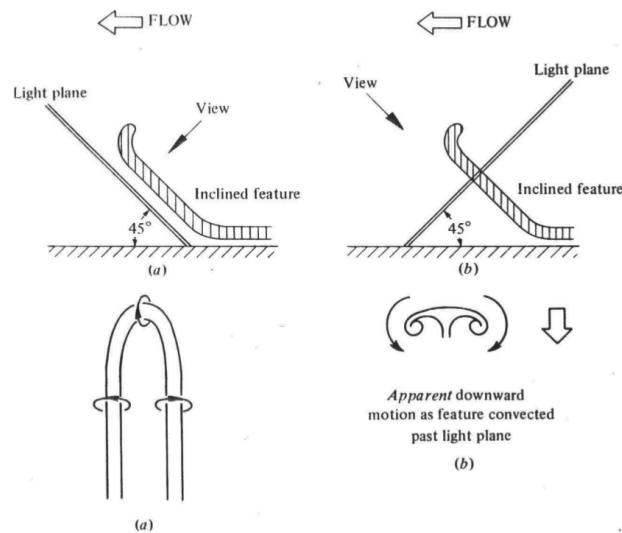 FLOW
FLOW
Light plane
View
Inclined feature
45°
(a)
Light plane
View
Inclined feature
45°
(b)
(a)
Apparent downward
motion as feature convected
past light plane
(b)